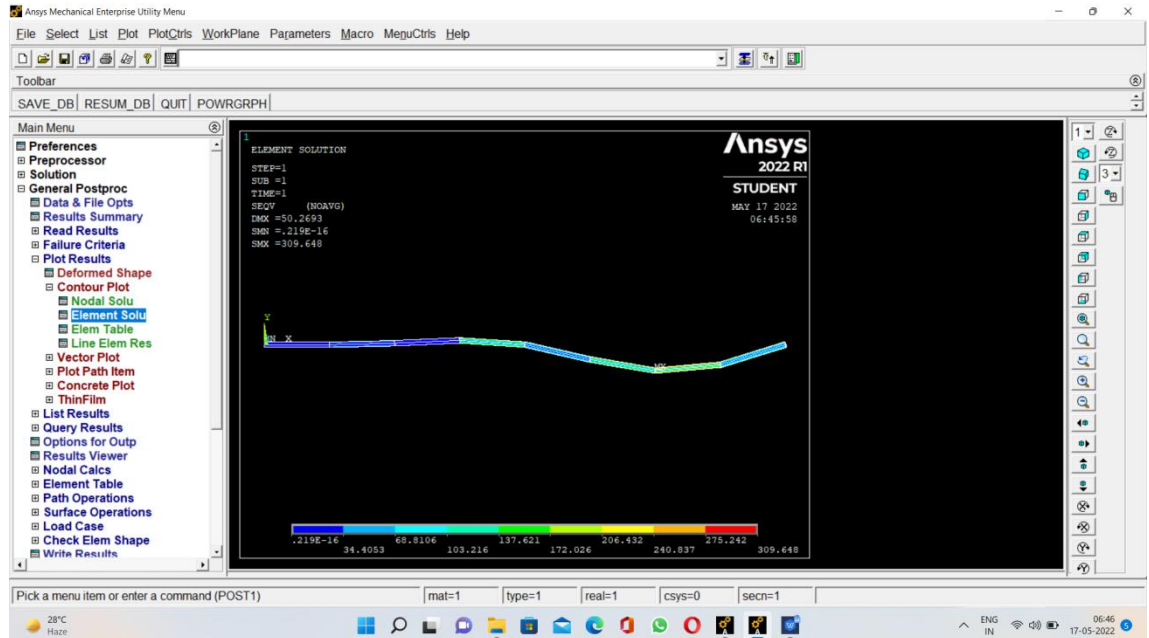 Ansys Mechanical Enterprise Utility Menu
File Select List Plot PlotCtrls WorkPlane Parameters Macro MenuCtrls Help
Toolbar
SAVE_DB RESUM_DB QUIT POWRGRPH
Main Menu
Preferences
Preprocessor
Solution
General Postproc
Data & File Opts
Results Summary
Read Results
Failure Criteria
Plot Results
Deformed Shape
Contour Plot
Nodal Solu
Element Solu
Elem Table
Line Elem Res
Vector Plot
Plot Path Item
Concrete Plot
ThinFilm
List Results
Query Results
Options for Outp
Results Viewer
Nodal Calcs
Element Table
Path Operations
Surface Operations
Load Case
Check Elem Shape
Write Results
1
ELEMENT SOLUTION
STEP=1
SUB =1
TIME=1
SEQV (NOAVG)
DMX =50.2693
SMN =.219E-16
SMX =309.648
Ansys
2022 R1
STUDENT
MAY 17 2022
06:45:58
Y
MN X
MX
.219E-16 68.8106 137.621 206.432 275.242
34.4053 103.216 172.026 240.837 309.648
1
3
Pick a menu item or enter a command (POST1) mat=1 type=1 real=1 csys=0 secn=1
28°C
Haze
ENG
IN
06:46
17-05-2022
5